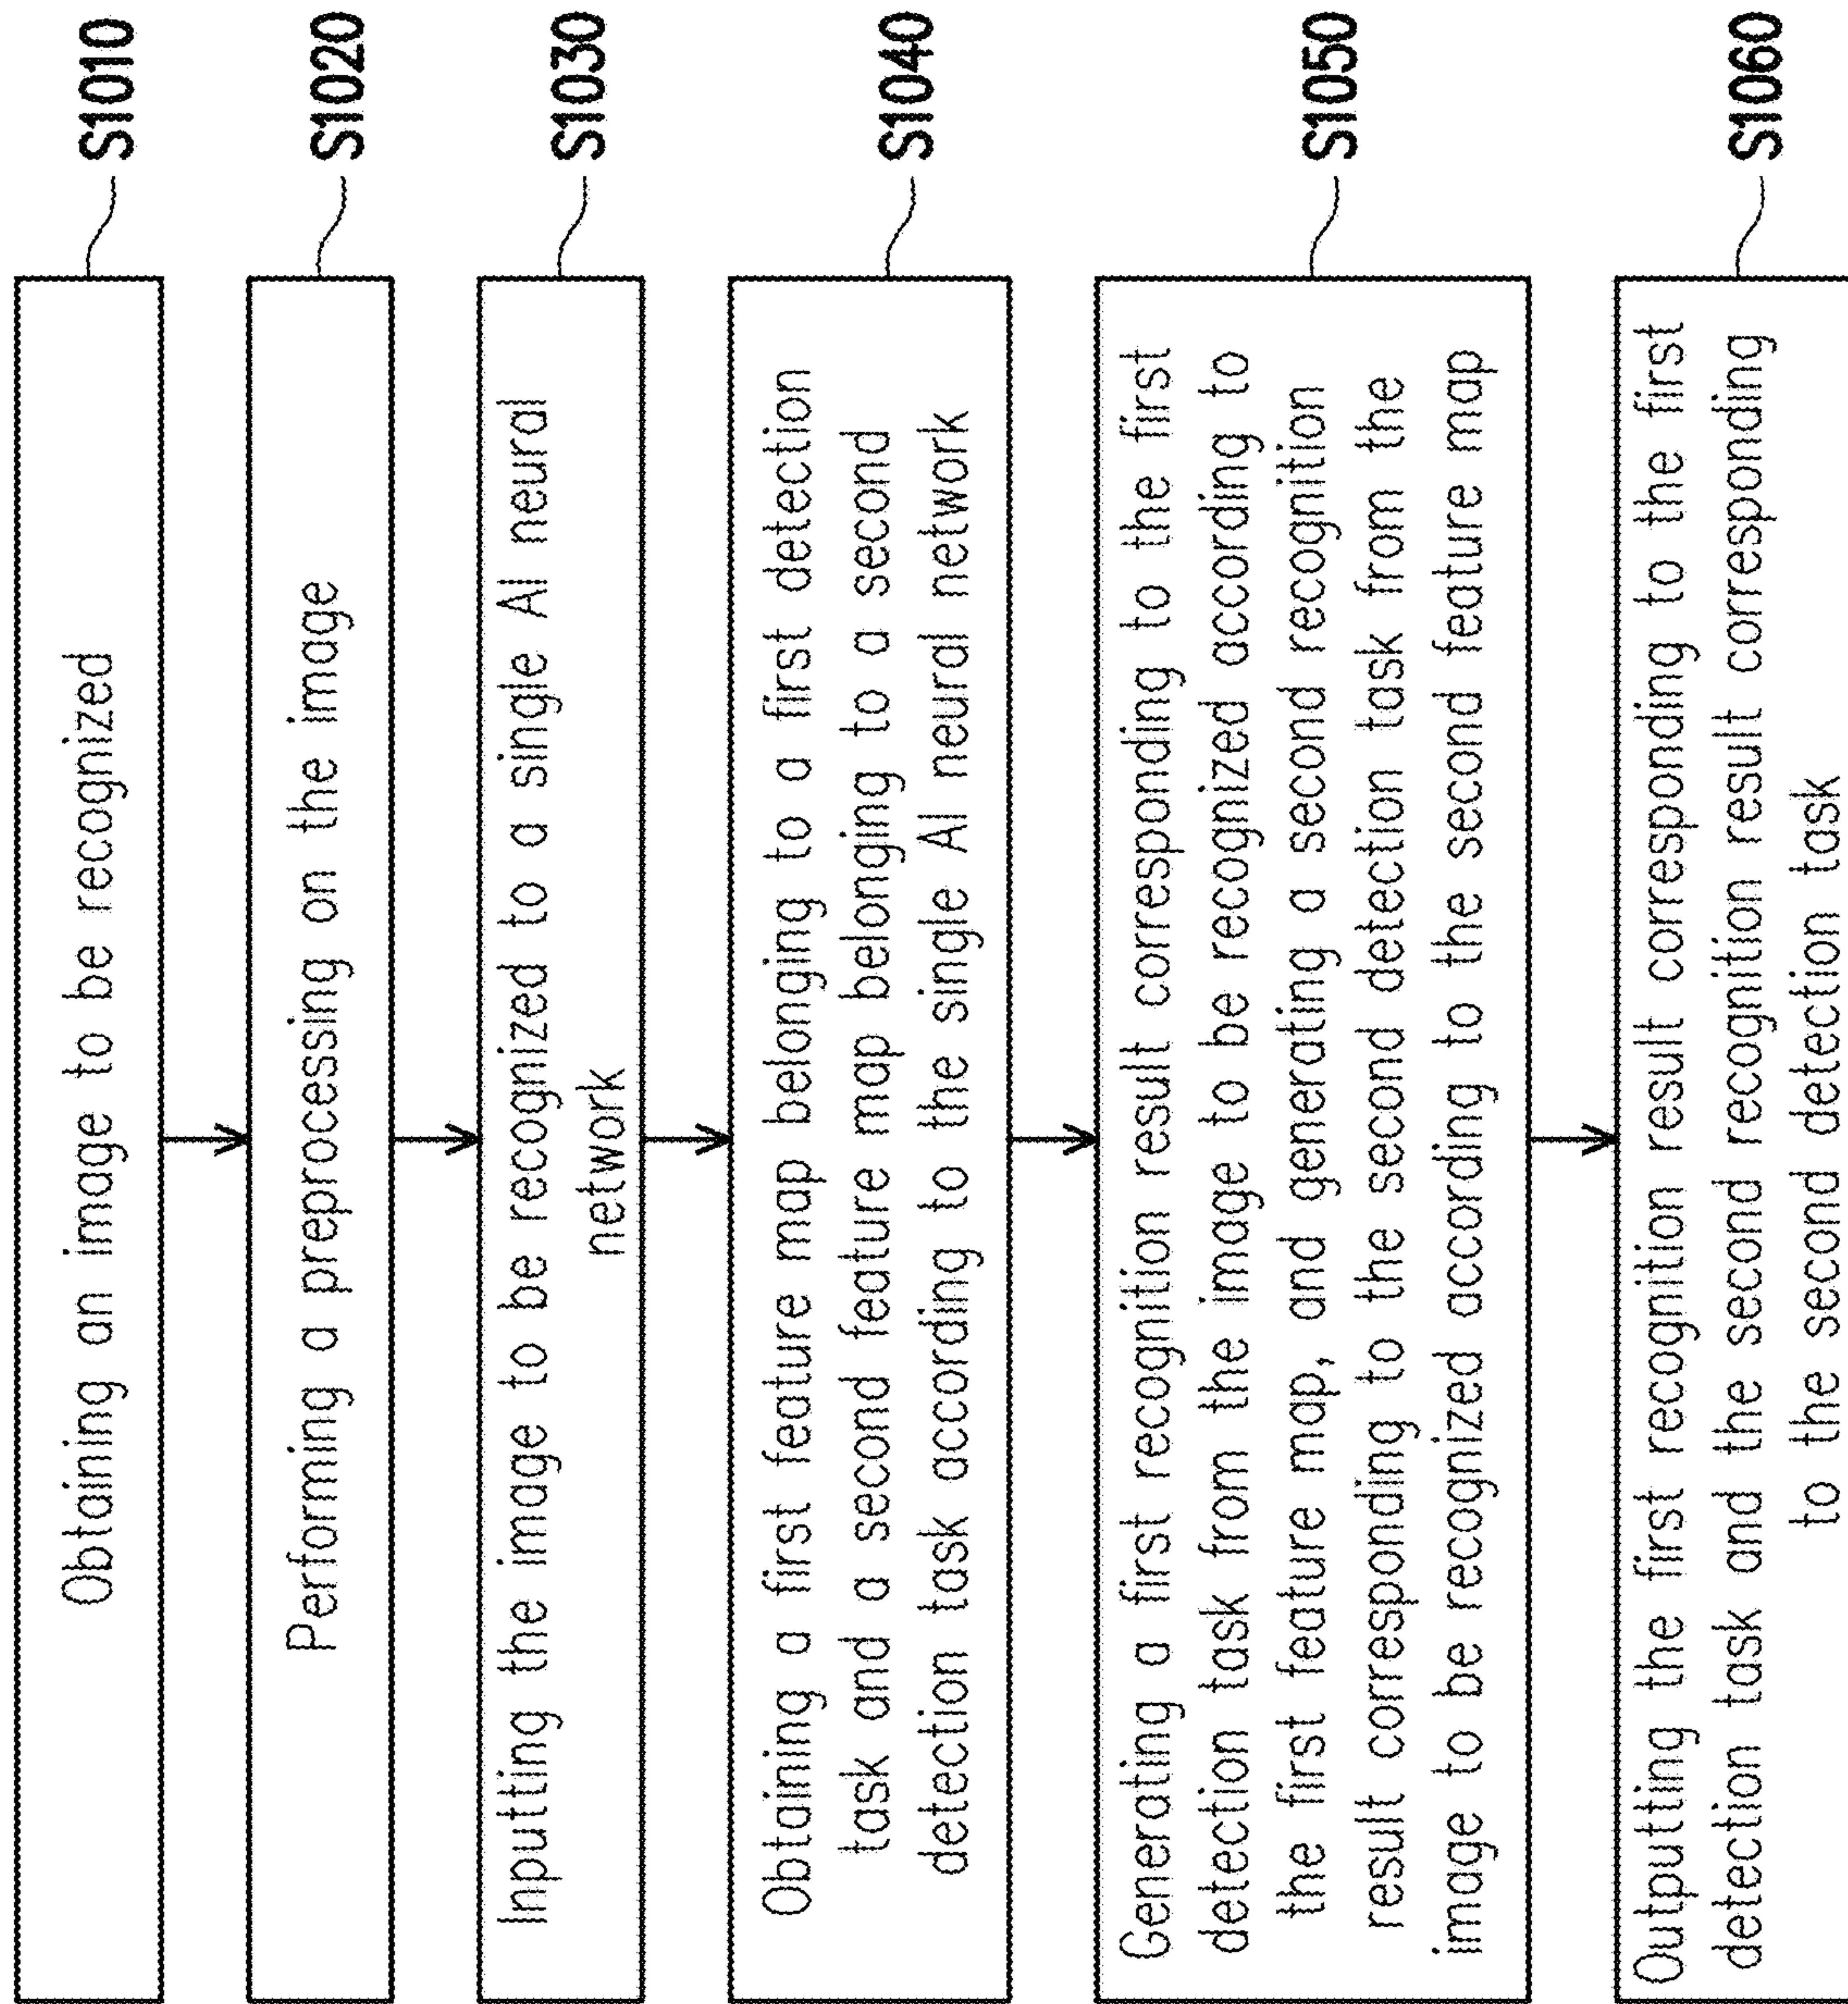 Obtaining an image to be recognized
S1010
Performing a preprocessing on the image
S1020
Inputting the image to be recognized to a single AI neural
network
S1030
Obtaining a first feature map belonging to a first detection
task and a second feature map belonging to a second
detection task according to the single AI neural network
S1040
Generating a first recognition result corresponding to the first
detection task from the image to be recognized according to
the first feature map, and generating a second recognition
result corresponding to the second detection task from the
image to be recognized according to the second feature map
S1050
Outputting the first recognition result corresponding to the first
detection task and the second recognition result corresponding
to the second detection task
S1060